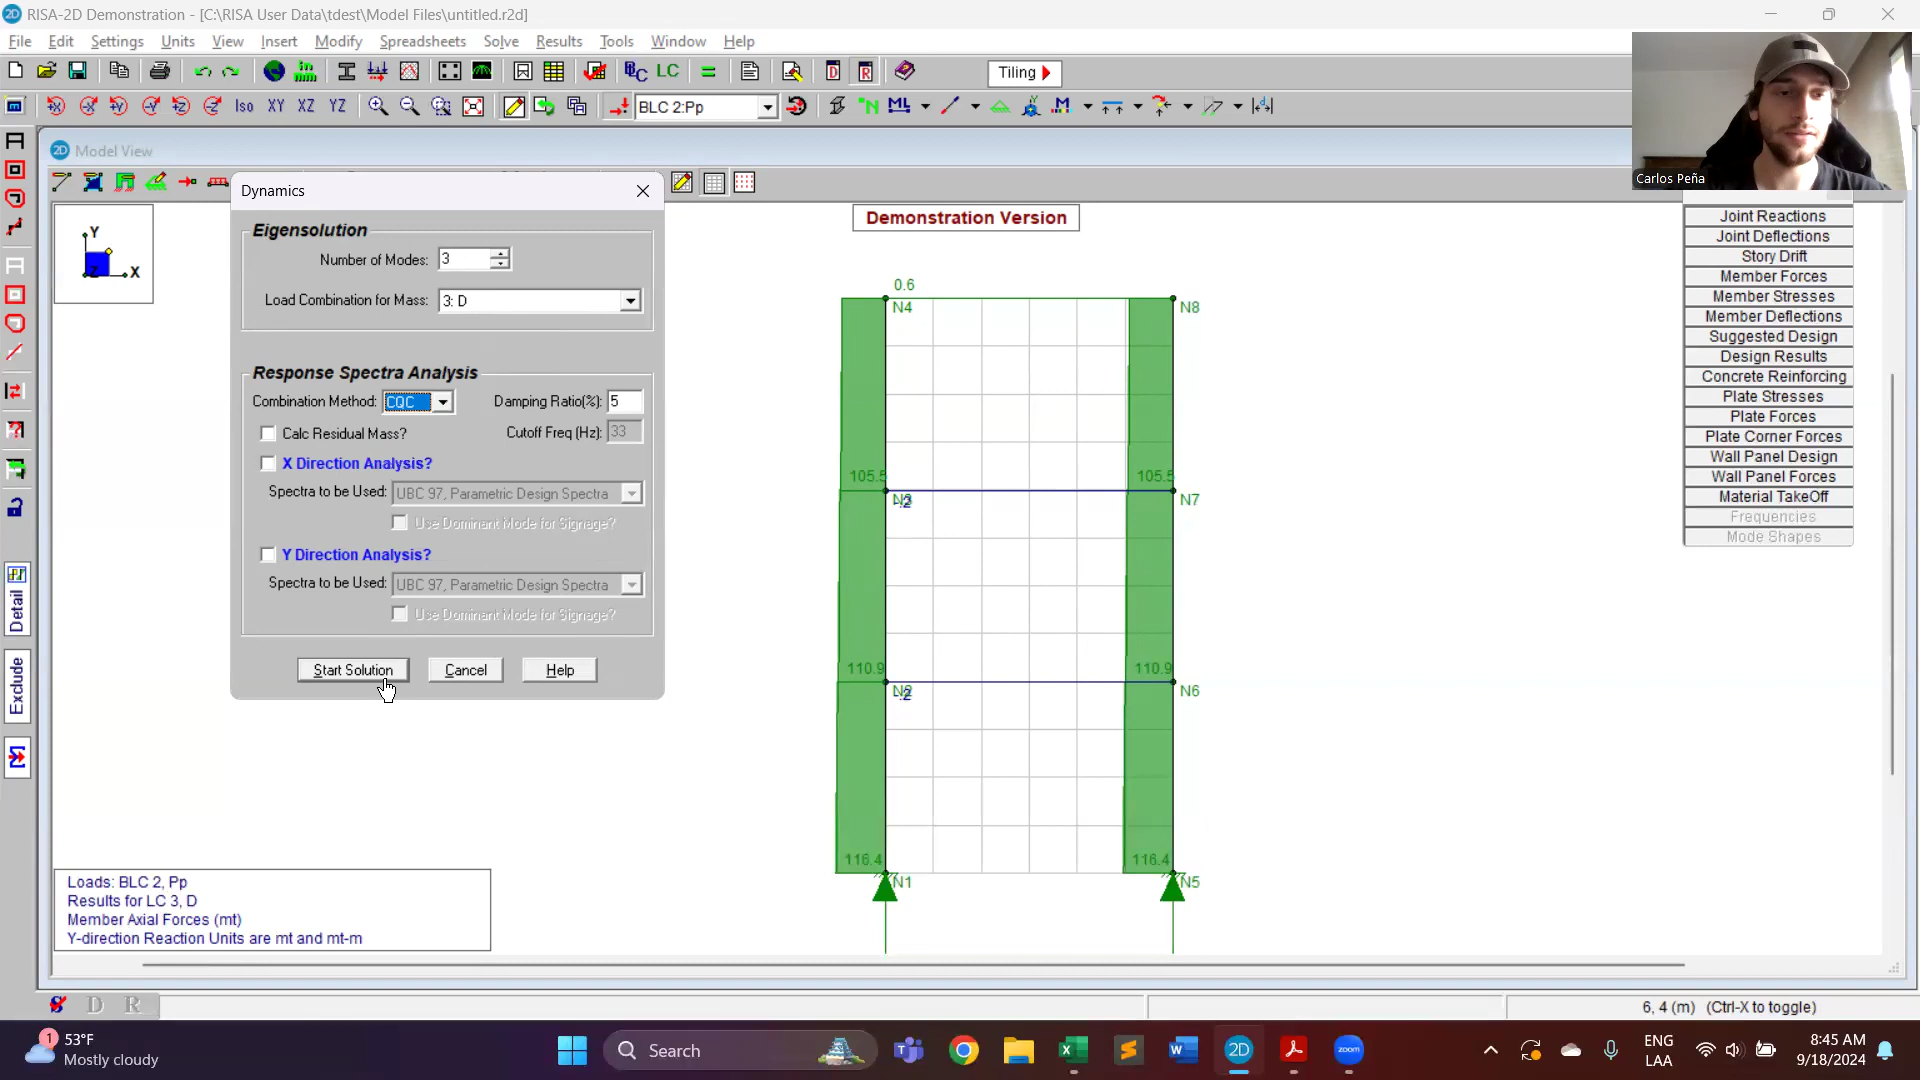 RISA-2D Demonstration - [C:\RISA User Data\tdest\Model Files\untitled.r2d]
File Edit Settings Units View Insert Modify Spreadsheets Solve Results Tools Window Help
Tiling
Iso XY XZ YZ BLC 2:Pp
Model View
Carlos Peña
Dynamics
Eigensolution
Number of Modes: 3
Load Combination for Mass: 3: D
Response Spectra Analysis
Combination Method: CQC Damping Ratio(%): 5
Calc Residual Mass? Cutoff Freq (Hz): 33
X Direction Analysis?
Spectra to be Used: UBC 97, Parametric Design Spectra
Use Dominant Mode for Signage?
Y Direction Analysis?
Spectra to be Used: UBC 97, Parametric Design Spectra
Use Dominant Mode for Signage?
Start Solution Cancel Help
Y
X
Demonstration Version
0.6
N4 N8
105.5 105.5
N7
110.9 110.9
N6
116.4 116.4
N1 N5
Joint Reactions
Joint Deflections
Story Drift
Member Forces
Member Stresses
Member Deflections
Suggested Design
Design Results
Concrete Reinforcing
Plate Stresses
Plate Forces
Plate Corner Forces
Wall Panel Design
Wall Panel Forces
Material TakeOff
Frequencies
Mode Shapes
Detail
Exclude
Loads: BLC 2, Pp
Results for LC 3, D
Member Axial Forces (mt)
Y-direction Reaction Units are mt and mt-m
D R
6, 4 (m) (Ctrl-X to toggle)
1
53°F
Mostly cloudy
Search
2D
zoom
ENG
LAA
8:45 AM
9/18/2024